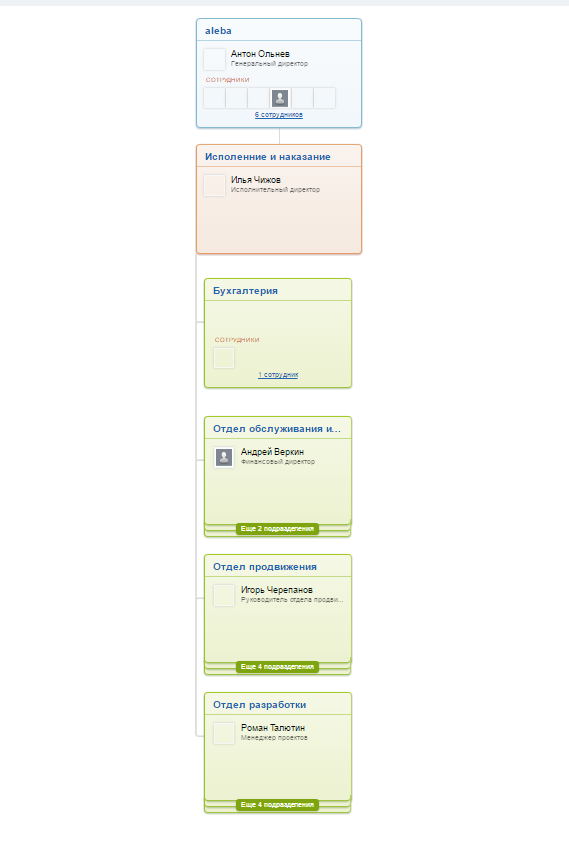 aleba
Антон Ольнев
Генеральный директор
СОТРУДНИКИ
6 сотрудников
Исполенние и наказание
Илья Чижов
Исполнительный директор
Бухгалтерия
СОТРУДНИКИ
1 сотрудник
Отдел обслуживания и...
Андрей Веркин
Финансовый директор
Еще 2 подразделения
Отдел продвижения
Игорь Черепанов
Руководитель отдела продви...
Еще 4 подразделения
Отдел разработки
Роман Талютин
Менеджер проектов
Еще 4 подразделения